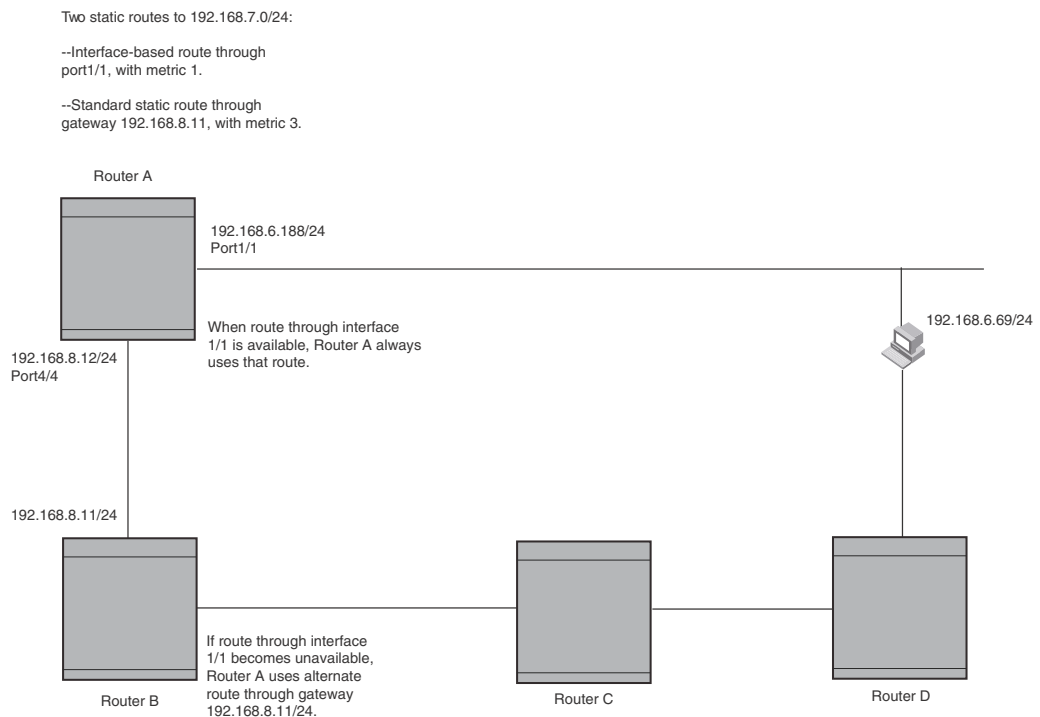 Two static routes to 192.168.7.0/24:
--Interface-based route through
port1/1, with metric 1.
--Standard static route through
gateway 192.168.8.11, with metric 3.
Router A
192.168.6.188/24
Port1/1
192.168.6.69/24
When route through interface
1/1 is available, Router A always
uses that route.
192.168.8.12/24
Port4/4
192.168.8.11/24
If route through interface
1/1 becomes unavailable,
Router A uses alternate
route through gateway
192.168.8.11/24.
Router B
Router C
Router D